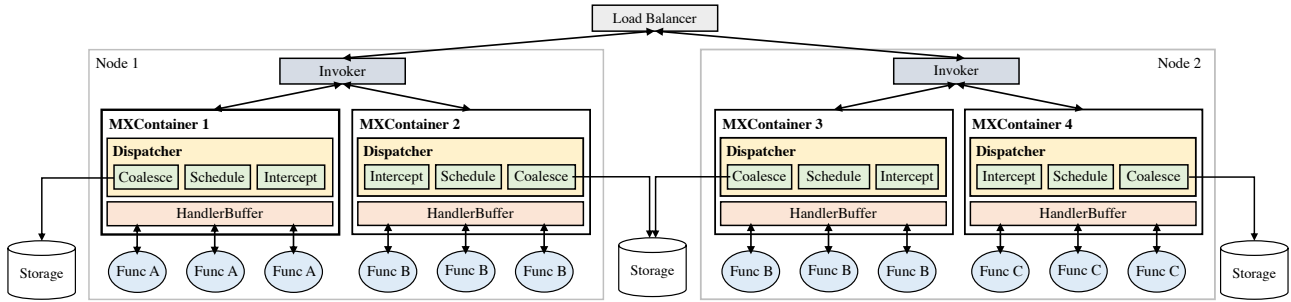 Load Balancer
Node 1
Invoker
Invoker
Node 2
MXContainer 1
MXContainer 2
MXContainer 3
MXContainer 4
Dispatcher
Dispatcher
Dispatcher
Dispatcher
Coalesce Schedule Intercept
Intercept Schedule Coalesce
Coalesce Schedule Intercept
Intercept Schedule Coalesce
HandlerBuffer
HandlerBuffer
HandlerBuffer
HandlerBuffer
Storage
Func A Func A Func A
Func B Func B Func B
Storage
Func B Func B Func B
Func C Func C Func C
Storage